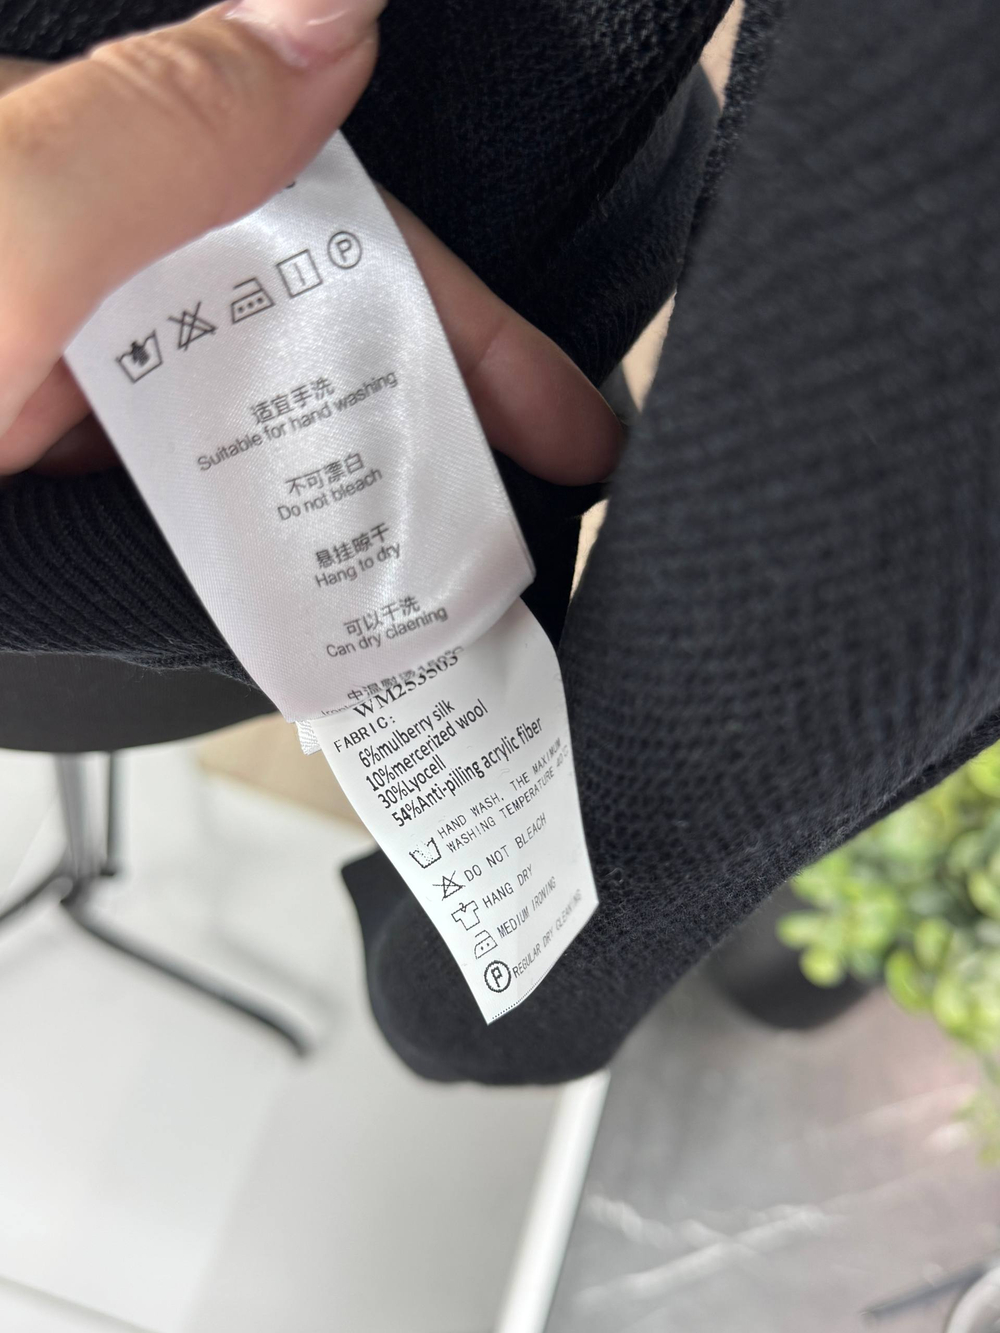 P
适宜手洗
Suitable for hand washing
不可漂白
Do not bleach
悬挂晾干
Hang to dry
可以干洗
Can dry claening
WM253503
FABRIC:
6%mulberry silk
10%mercerized wool
30%Lyocell
54%Anti-pilling acrylic fiber
HAND WASH, THE MAXIMUM
WASHING TEMPERATURE 40°C
DO NOT BLEACH
HANG DRY
MEDIUM IRONING
P REGULAR DRY CLEANING